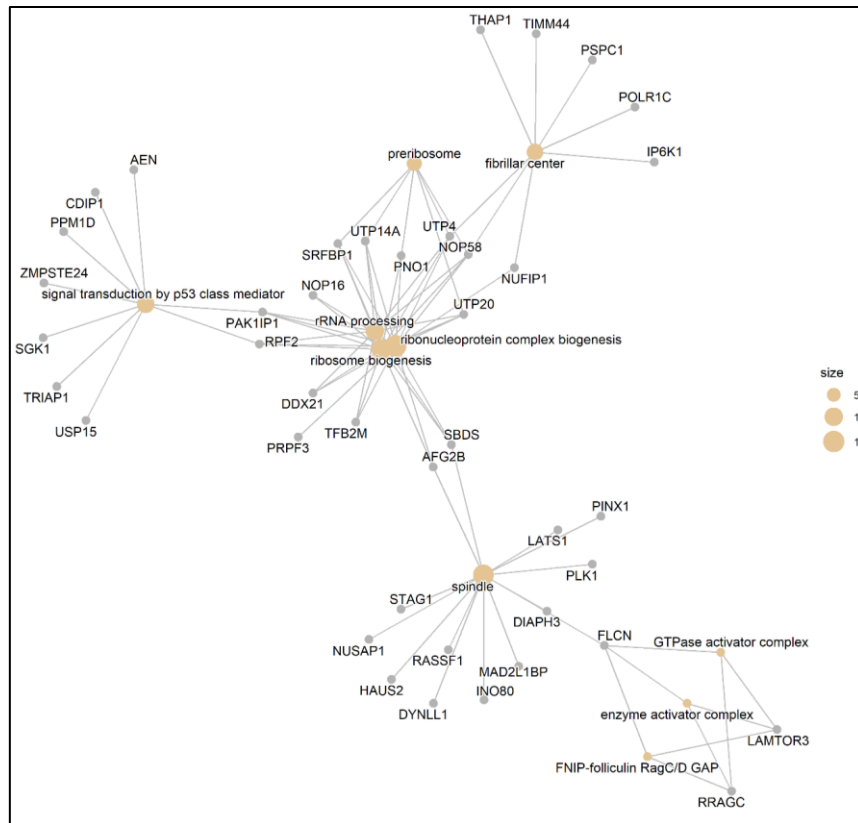 THAP1
TIMM44
PSPC1
POLR1C
IP6K1
fibrillar center
preribosome
AEN
CDIP1
PPM1D
ZMPSTE24
signal transduction by p53 class mediator
SGK1
TRIAP1
USP15
UTP14A
UTP4
SRFBP1
NOP58
PNO1
NUFIP1
NOP16
UTP20
PAK1IP1
rRNA processing
RPF2
ribonucleoprotein complex biogenesis
ribosome biogenesis
DDX21
TFB2M
SBDS
PRPF3
AFG2B
size
5
1
1
PINX1
LATS1
PLK1
spindle
STAG1
DIAPH3
NUSAP1
RASSF1
MAD2L1BP
HAUS2
INO80
DYNLL1
FLCN
GTPase activator complex
enzyme activator complex
LAMTOR3
FNIP-folliculin RagC/D GAP
RRAGC